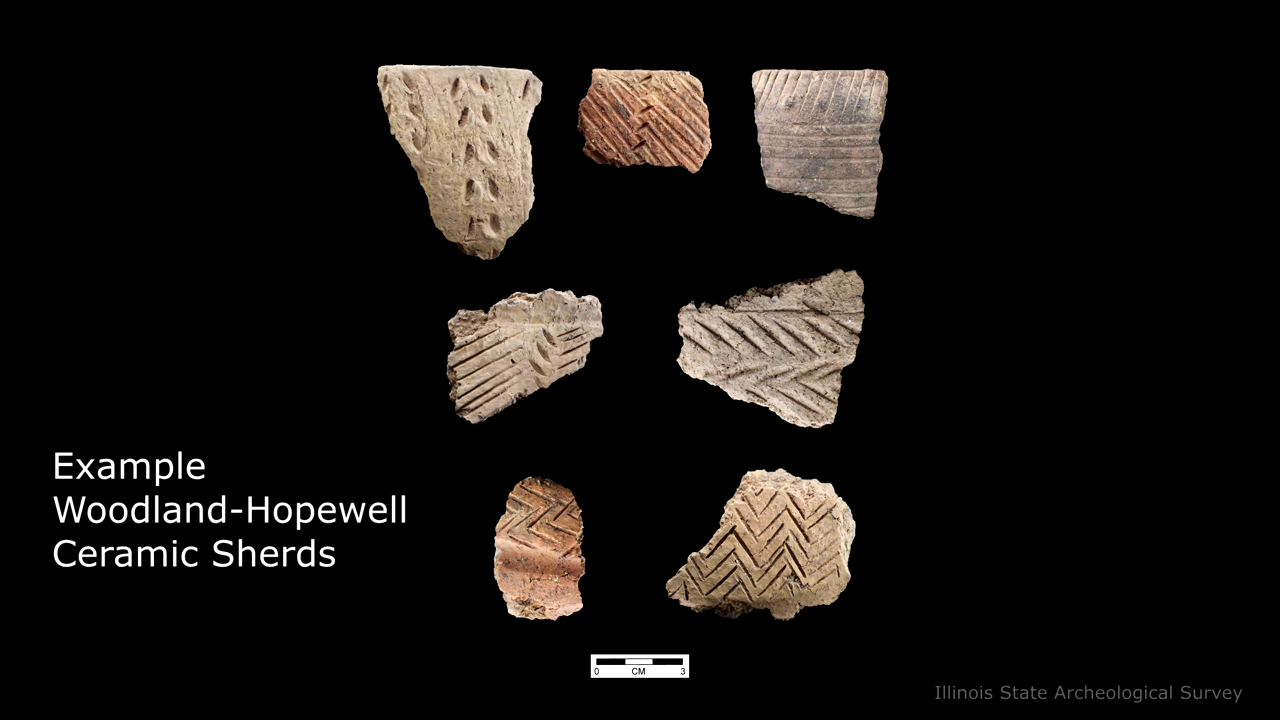 Example
Woodland-Hopewell
Ceramic Sherds
0 CM 3
Illinois State Archeological Survey